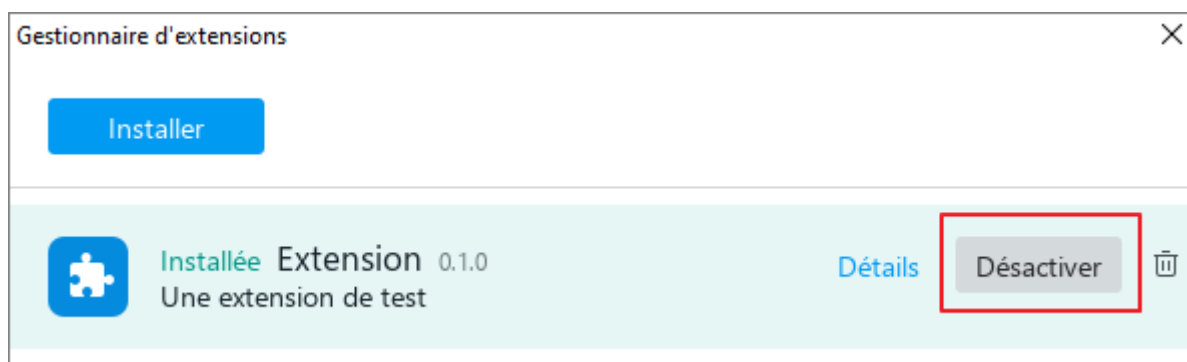 Gestionnaire d'extensions
Installer
Installée Extension 0.1.0
Une extension de test
Détails
Désactiver